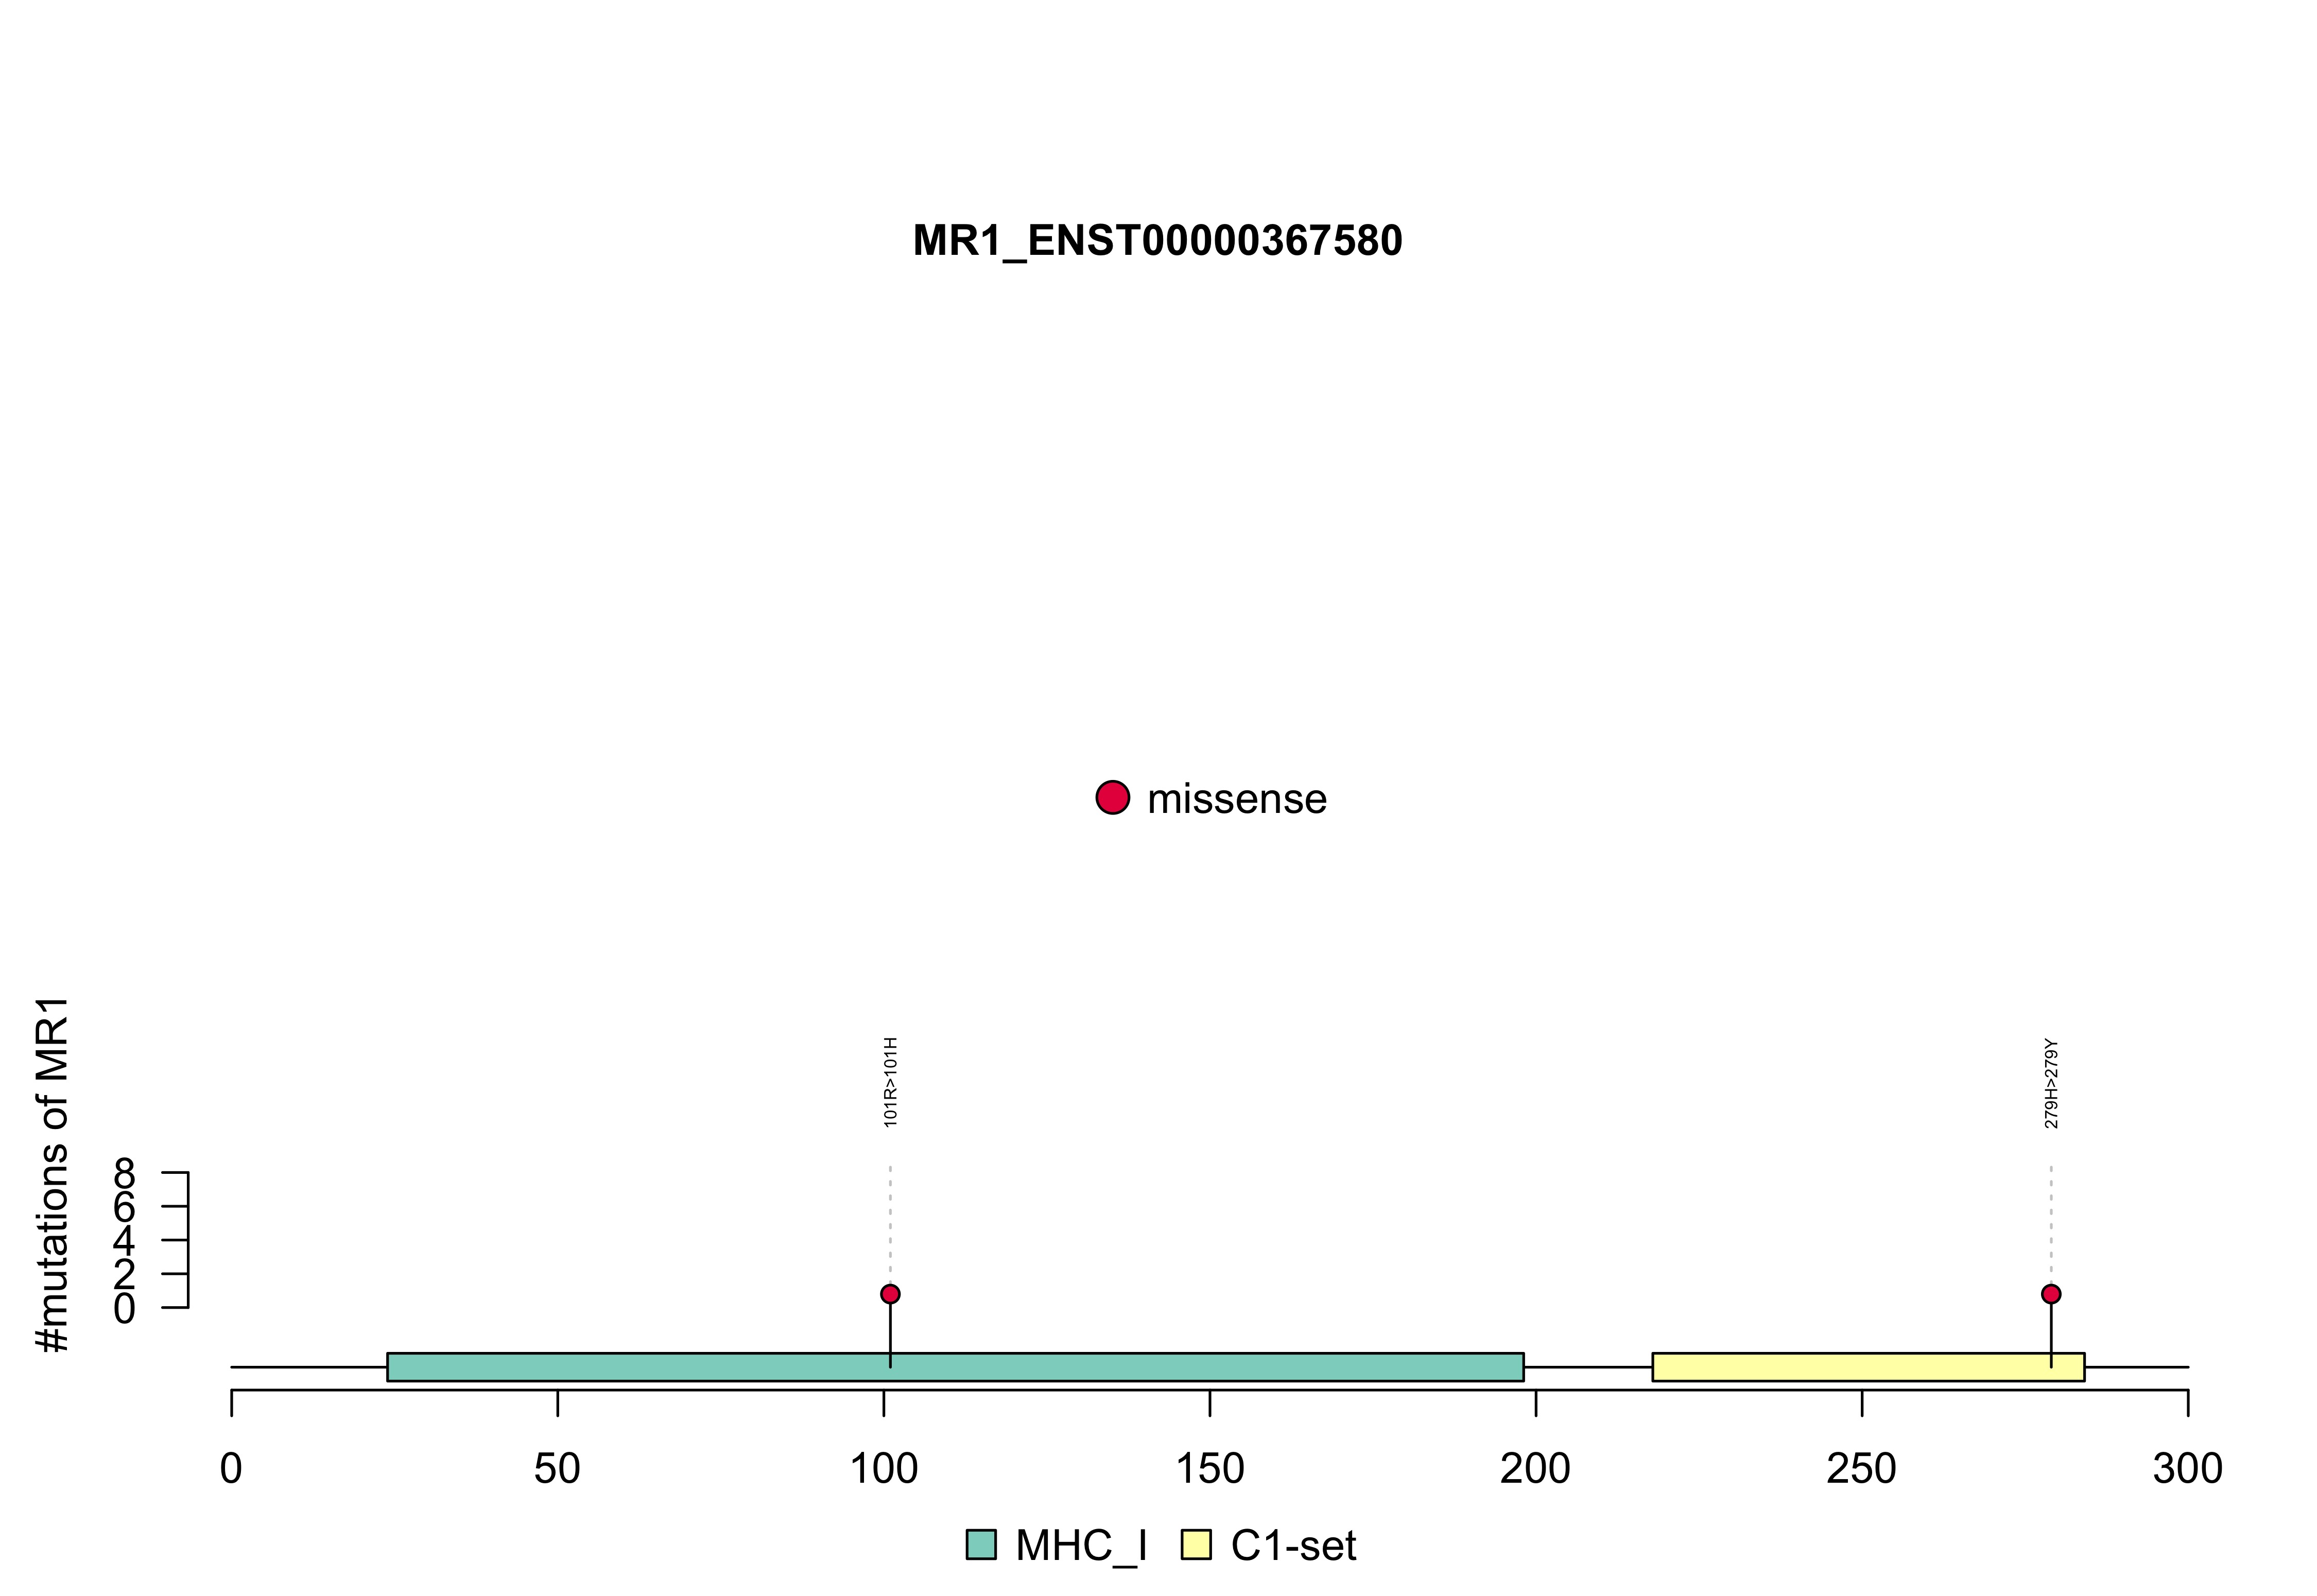 MR1_ENST00000367580
missense
#mutations of MR1
101R>101H
279H>279Y
8
6
4
2
0
0 50 100 150 200 250 300
MHC_I C1-set